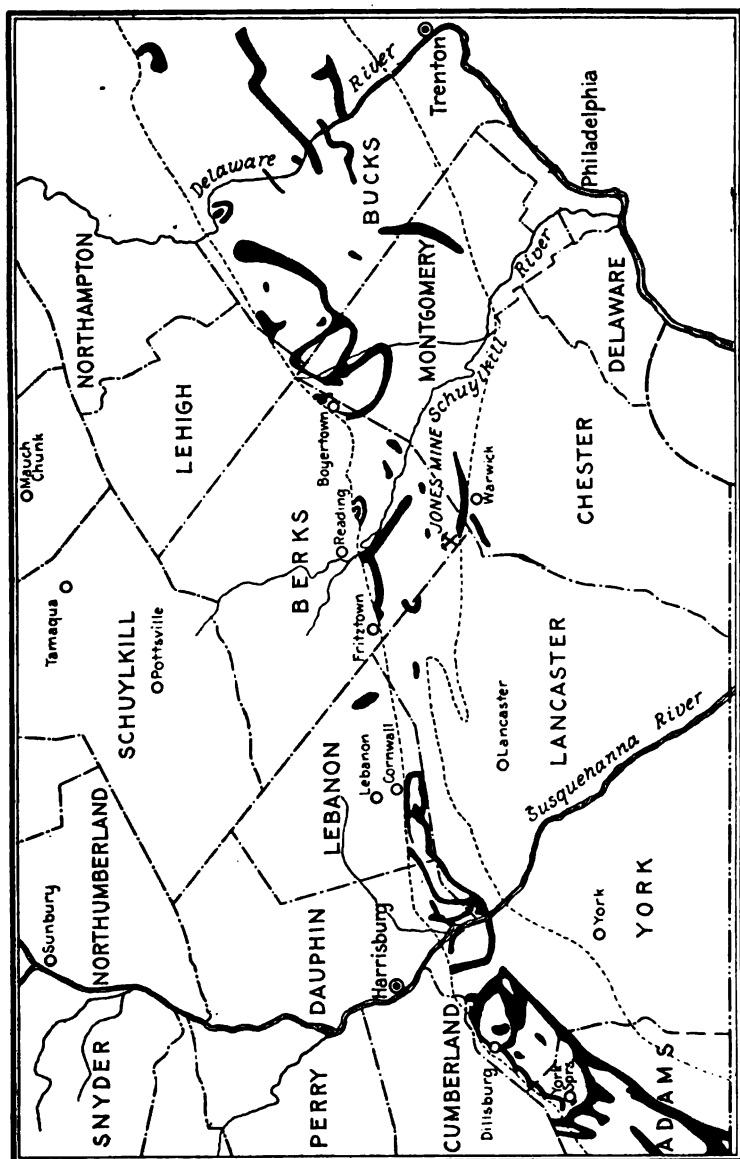 SNYDER
NORTHUMBERLAND
Sunbury
SCHUYLKILL
Tamaqua
Pottsville
Mauch
Chunk
NORTHAMPTON
LEHIGH
PERRY
DAUPHIN
Harrisburg
LEBANON
Lebanon
Cornwall
BERKS
Reading
Fritztown
Boyertown
Delaware
River
BUCKS
Trenton
CUMBERLAND
Dillsburg
York
Sprs.
ADAMS
York
YORK
Susquehanna River
Lancaster
LANCASTER
JONES MINE
Warwick
CHESTER
Schuylkill
River
MONTGOMERY
DELAWARE
Philadelphia